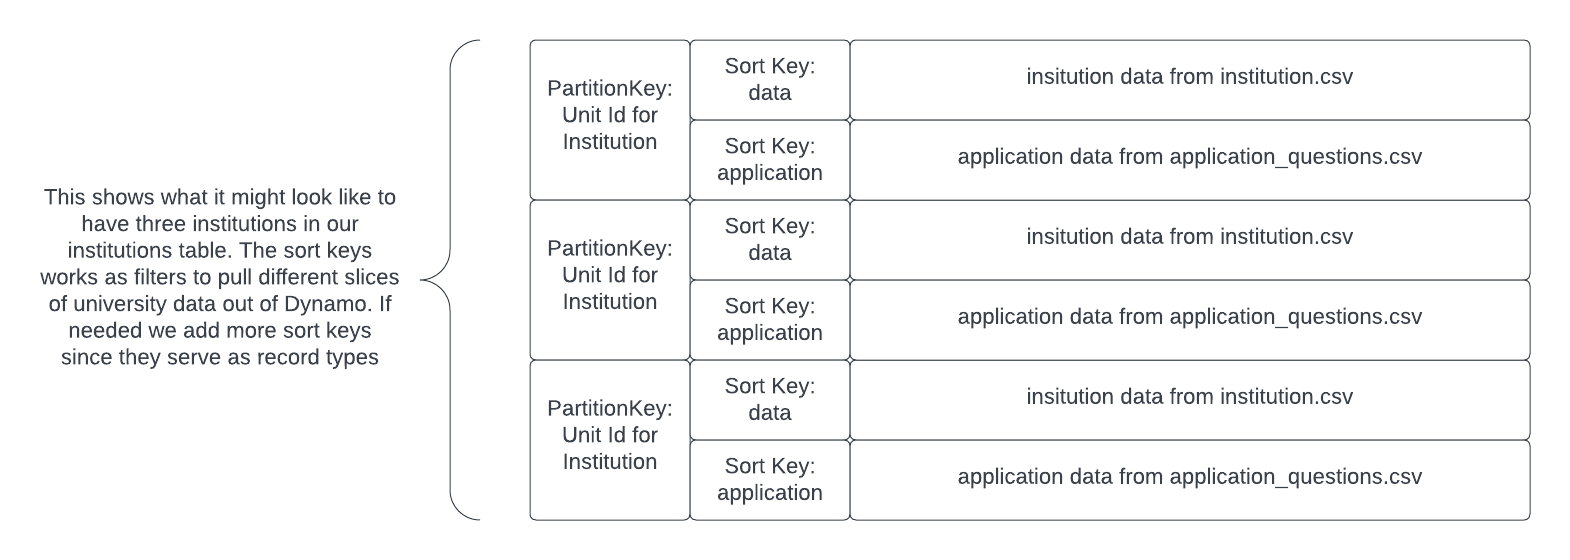 This shows what it might look like to
have three institutions in our
institutions table. The sort keys
works as filters to pull different slices
of university data out of Dynamo. If
needed we add more sort keys
since they serve as record types
PartitionKey:
Unit Id for
Institution
Sort Key:
data
insitution data from institution.csv
Sort Key:
application
application data from application_questions.csv
PartitionKey:
Unit Id for
Institution
Sort Key:
data
insitution data from institution.csv
Sort Key:
application
application data from application_questions.csv
PartitionKey:
Unit Id for
Institution
Sort Key:
data
insitution data from institution.csv
Sort Key:
application
application data from application_questions.csv